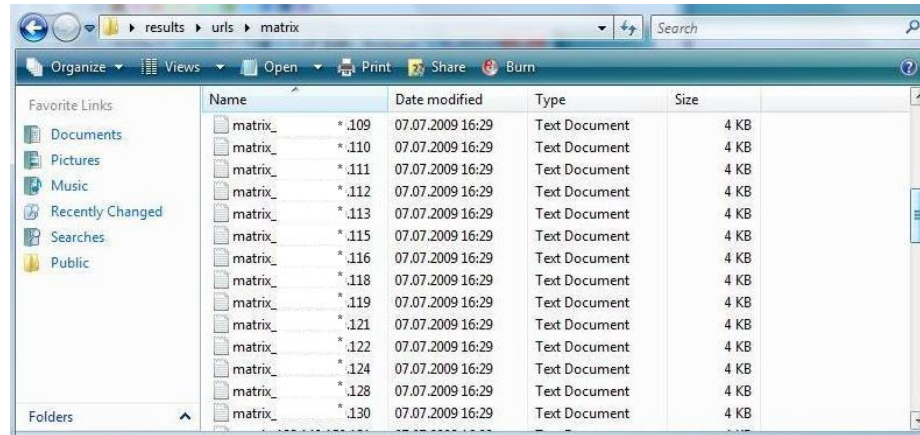 results ▸ urls ▸ matrix Search
Organize Views Open Print Share Burn
Favorite Links
Documents
Pictures
Music
Recently Changed
Searches
Public
Folders
Name Date modified Type Size
matrix_ *.109 07.07.2009 16:29 Text Document 4 KB
matrix_ *.110 07.07.2009 16:29 Text Document 4 KB
matrix_ *.111 07.07.2009 16:29 Text Document 4 KB
matrix_ *.112 07.07.2009 16:29 Text Document 4 KB
matrix_ *.113 07.07.2009 16:29 Text Document 4 KB
matrix_ *.115 07.07.2009 16:29 Text Document 4 KB
matrix_ *.116 07.07.2009 16:29 Text Document 4 KB
matrix_ *.118 07.07.2009 16:29 Text Document 4 KB
matrix_ *.119 07.07.2009 16:29 Text Document 4 KB
matrix_ *.121 07.07.2009 16:29 Text Document 4 KB
matrix_ *.122 07.07.2009 16:29 Text Document 4 KB
matrix_ *.124 07.07.2009 16:29 Text Document 4 KB
matrix_ *.128 07.07.2009 16:29 Text Document 4 KB
matrix_ *.130 07.07.2009 16:29 Text Document 4 KB